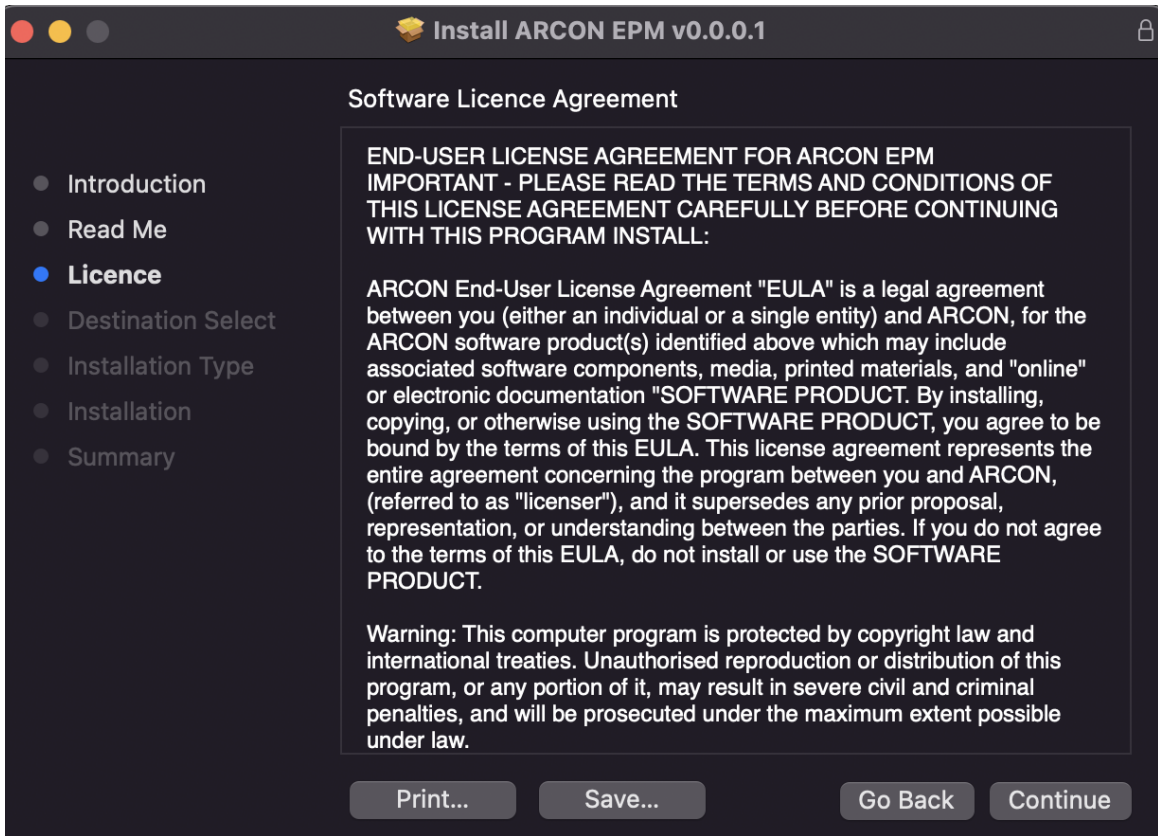 Install ARCON EPM v0.0.0.1
Software Licence Agreement
Introduction
Read Me
Licence
Destination Select
Installation Type
Installation
Summary
END-USER LICENSE AGREEMENT FOR ARCON EPM
IMPORTANT - PLEASE READ THE TERMS AND CONDITIONS OF
THIS LICENSE AGREEMENT CAREFULLY BEFORE CONTINUING
WITH THIS PROGRAM INSTALL:
ARCON End-User License Agreement "EULA" is a legal agreement
between you (either an individual or a single entity) and ARCON, for the
ARCON software product(s) identified above which may include
associated software components, media, printed materials, and "online"
or electronic documentation "SOFTWARE PRODUCT. By installing,
copying, or otherwise using the SOFTWARE PRODUCT, you agree to be
bound by the terms of this EULA. This license agreement represents the
entire agreement concerning the program between you and ARCON,
(referred to as "licenser"), and it supersedes any prior proposal,
representation, or understanding between the parties. If you do not agree
to the terms of this EULA, do not install or use the SOFTWARE
PRODUCT.
Warning: This computer program is protected by copyright law and
international treaties. Unauthorised reproduction or distribution of this
program, or any portion of it, may result in severe civil and criminal
penalties, and will be prosecuted under the maximum extent possible
under law.
Print...
Save...
Go Back
Continue